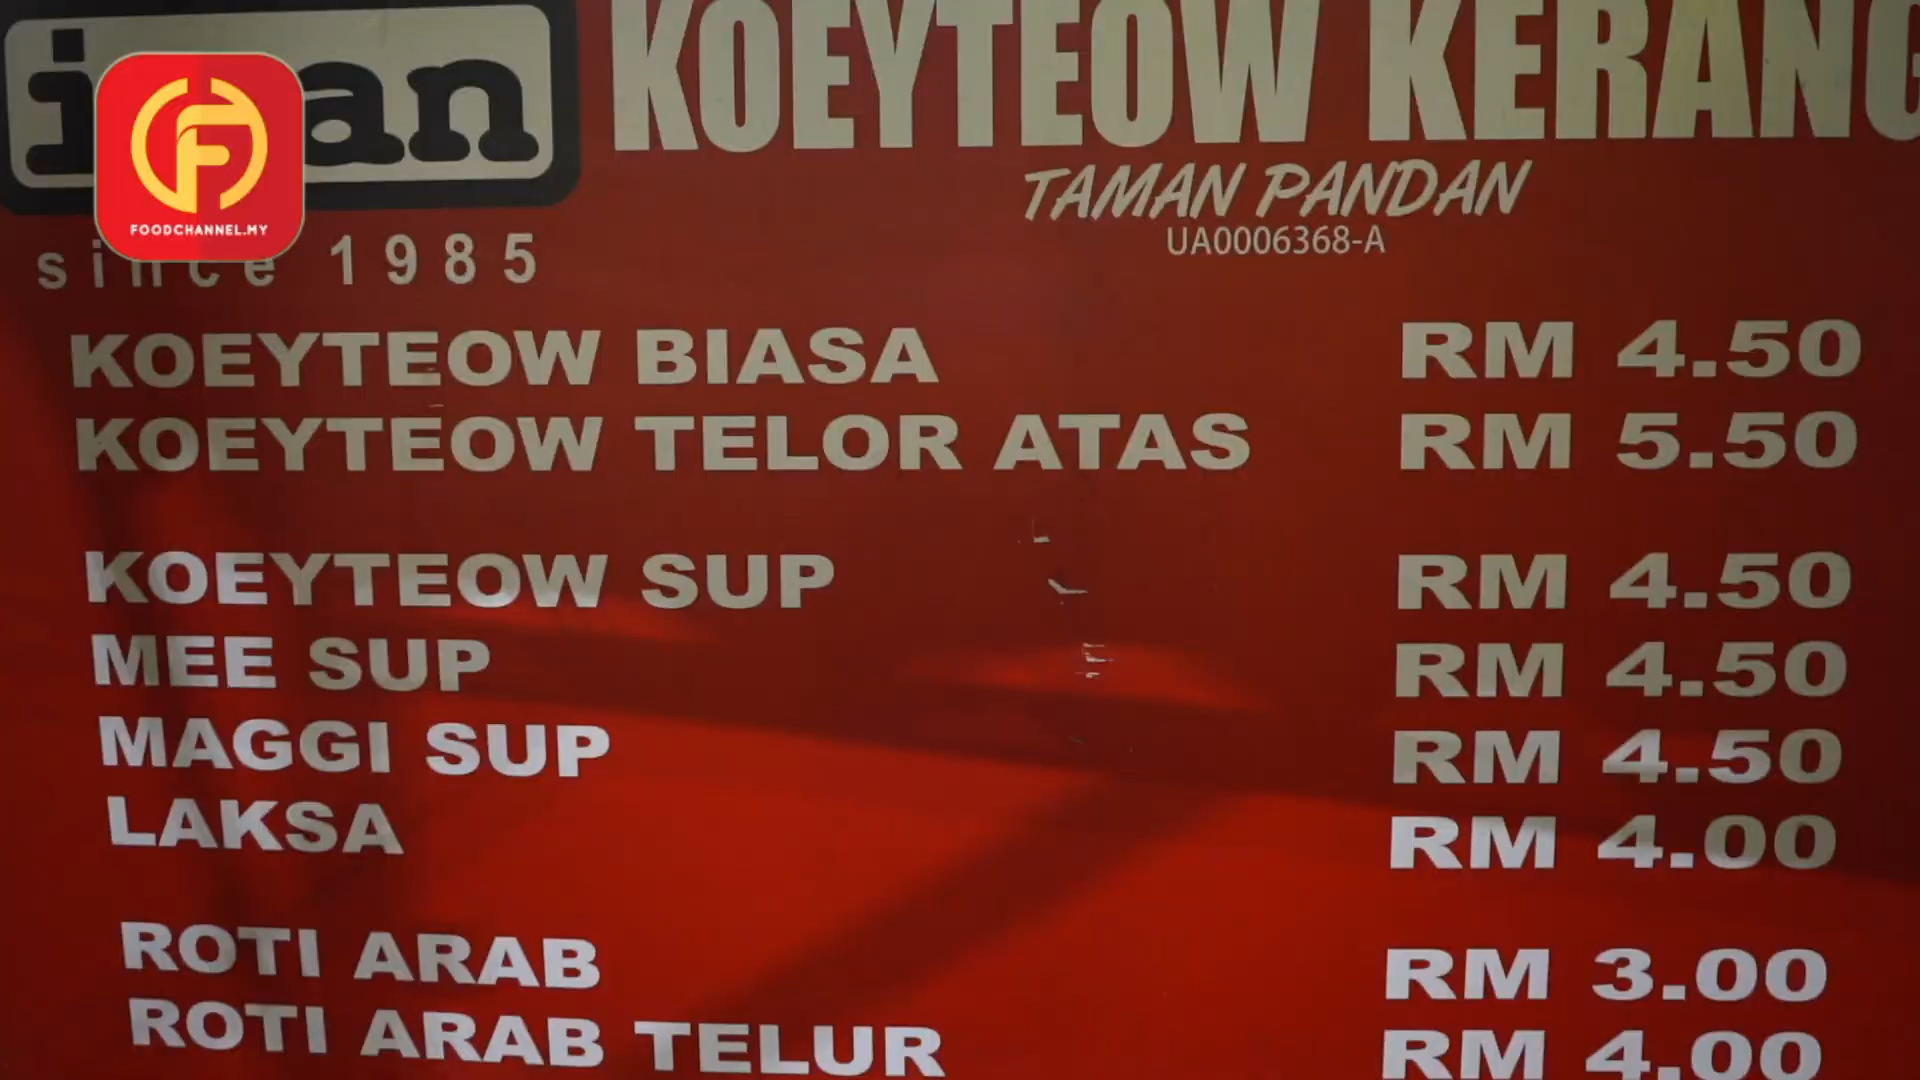 KOEYTEOW KERANG
TAMAN PANDAN
UA0006368-A
FOODCHANNEL.MY
since 1985
KOEYTEOW BIASA RM 4.50
KOEYTEOW TELOR ATAS RM 5.50
KOEYTEOW SUP RM 4.50
MEE SUP RM 4.50
MAGGI SUP RM 4.50
LAKSA RM 4.00
ROTI ARAB RM 3.00
ROTI ARAB TELUR RM 4.00